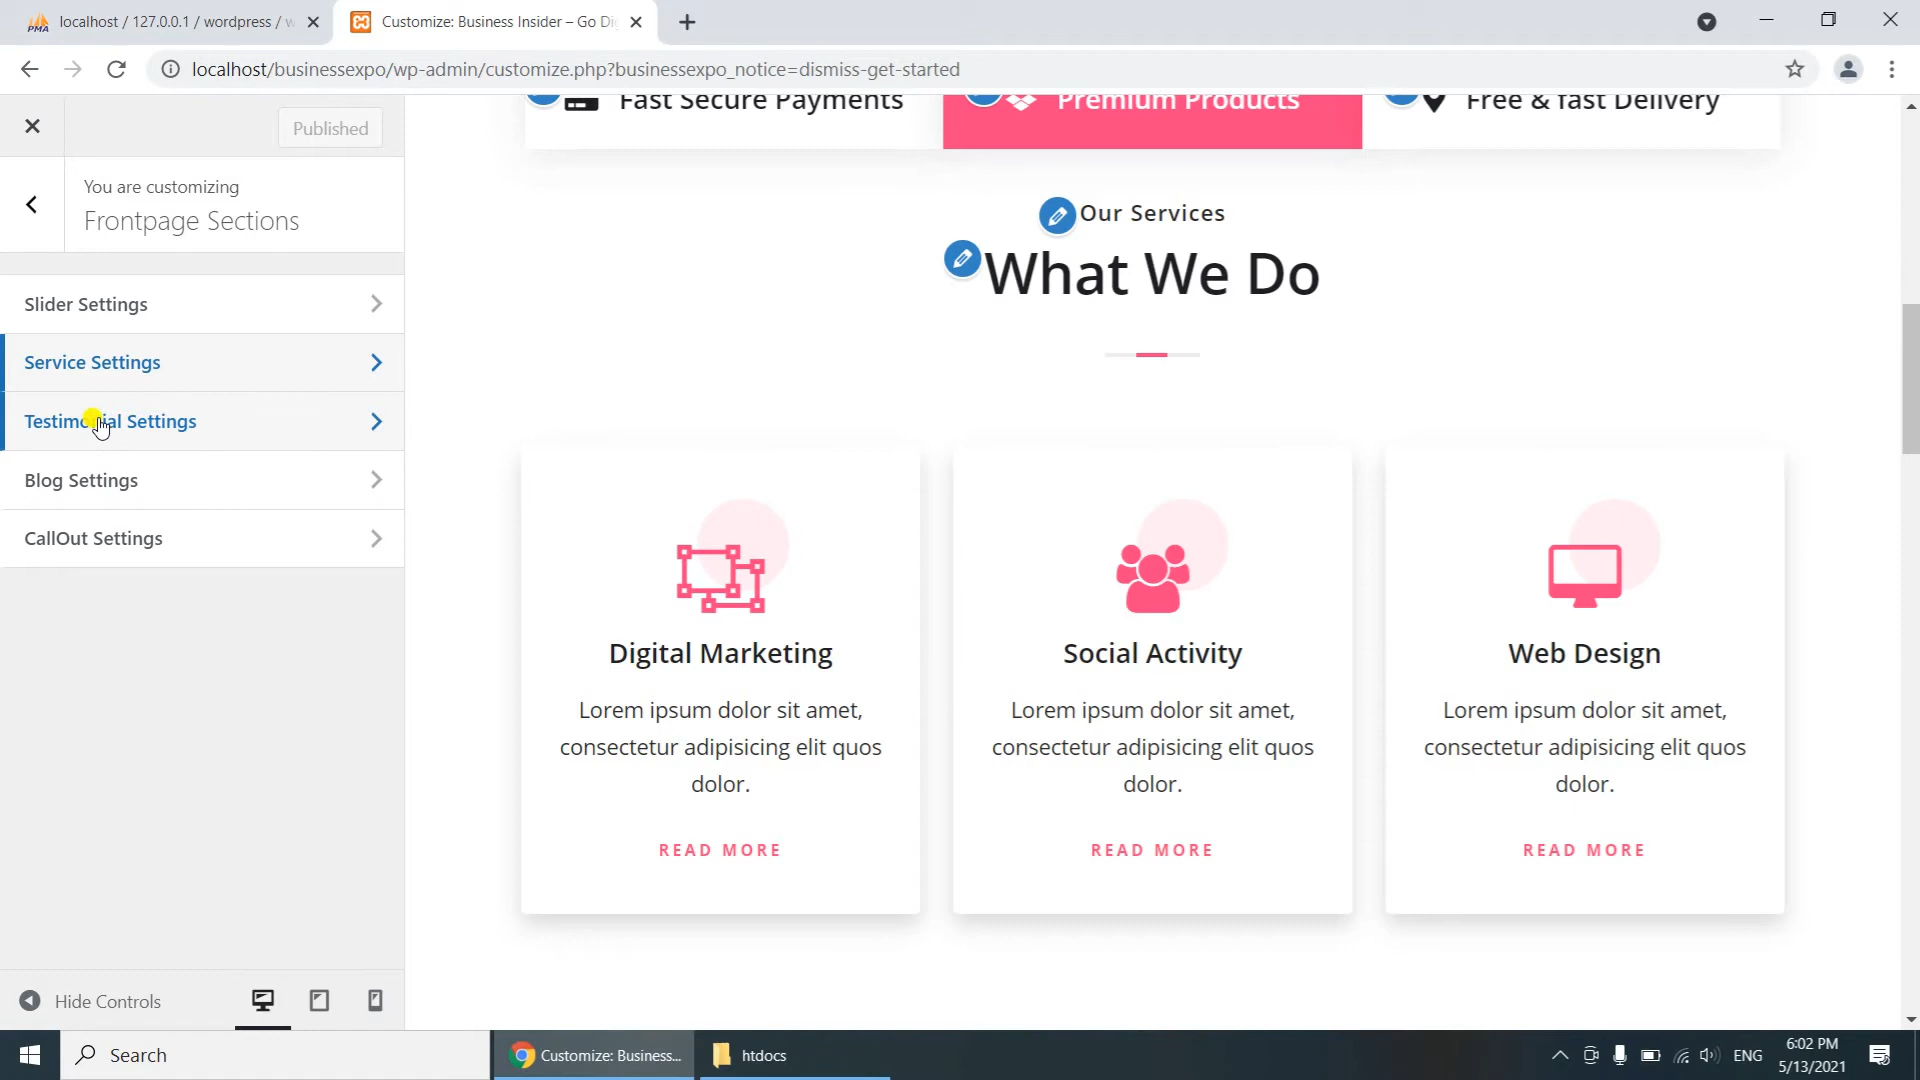 localhost / 127.0.0.1 / wordpress / w
Customize: Business Insider – Go Di
localhost/businessexpo/wp-admin/customize.php?businessexpo_notice=dismiss-get-started
Published
You are customizing
Frontpage Sections
Slider Settings
Service Settings
Testimonial Settings
Blog Settings
CallOut Settings
Hide Controls
Fast Secure Payments
Premium Products
Free & fast Delivery
Our Services
What We Do
Digital Marketing
Lorem ipsum dolor sit amet,
consectetur adipisicing elit quos
dolor.
READ MORE
Social Activity
Lorem ipsum dolor sit amet,
consectetur adipisicing elit quos
dolor.
READ MORE
Web Design
Lorem ipsum dolor sit amet,
consectetur adipisicing elit quos
dolor.
READ MORE
Search
Customize: Business...
htdocs
ENG
6:02 PM
5/13/2021
PMA